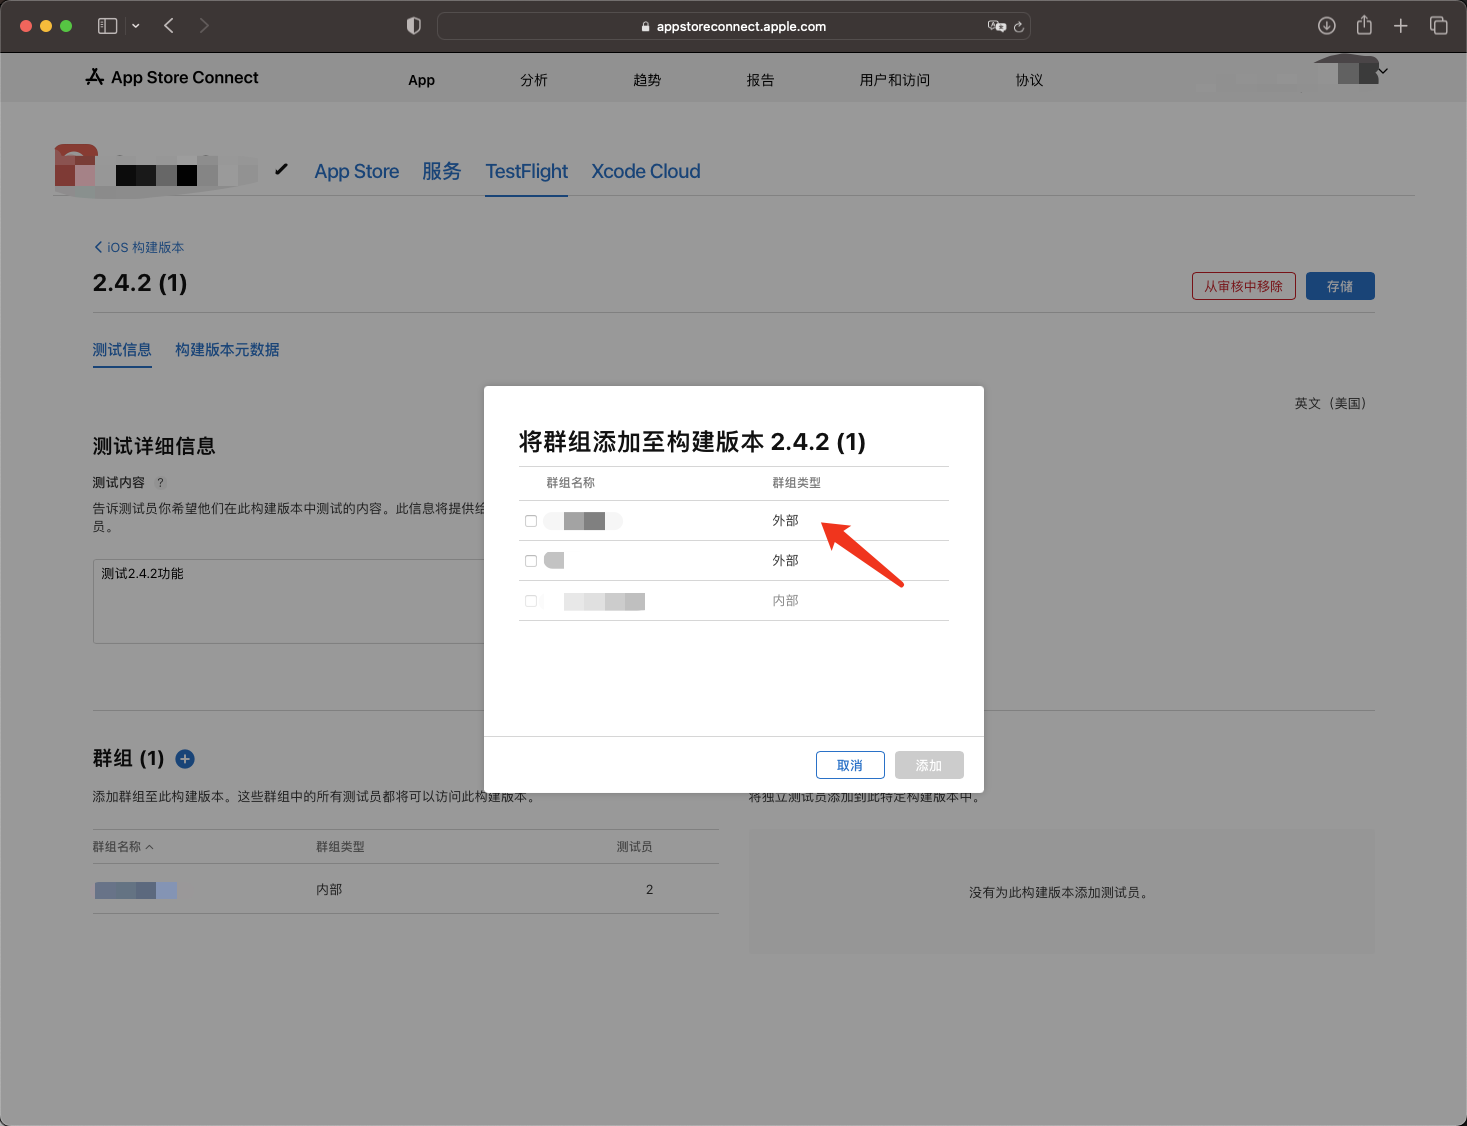 appstoreconnect.apple.com
App Store Connect
App
分析
趋势
报告
用户和访问
协议
App Store
服务
TestFlight
Xcode Cloud
iOS 构建版本
2.4.2 (1)
从审核中移除
存储
测试信息
构建版本元数据
英文（美国）
测试详细信息
测试内容 ?
告诉测试员你希望他们在此构建版本中测试的内容。此信息将提供给
员。
测试2.4.2功能
将群组添加至构建版本 2.4.2 (1)
群组名称
群组类型
外部
外部
内部
取消
添加
群组 (1)
添加群组至此构建版本。这些群组中的所有测试员都将可以访问此构建版本。
将独立测试员添加到此特定构建版本中。
群组名称
群组类型
测试员
内部
2
没有为此构建版本添加测试员。